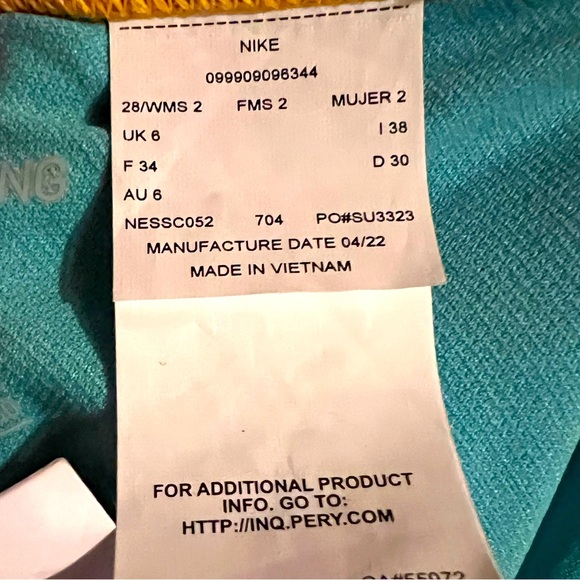 NIKE
099909096344
28/WMS 2 FMS 2 MUJER 2
UK 6 I 38
F 34 D 30
AU 6
NESSC052 704 PO#SU3323
MANUFACTURE DATE 04/22
MADE IN VIETNAM
NG
FOR ADDITIONAL PRODUCT
INFO. GO TO:
HTTP://INQ.PERY.COM